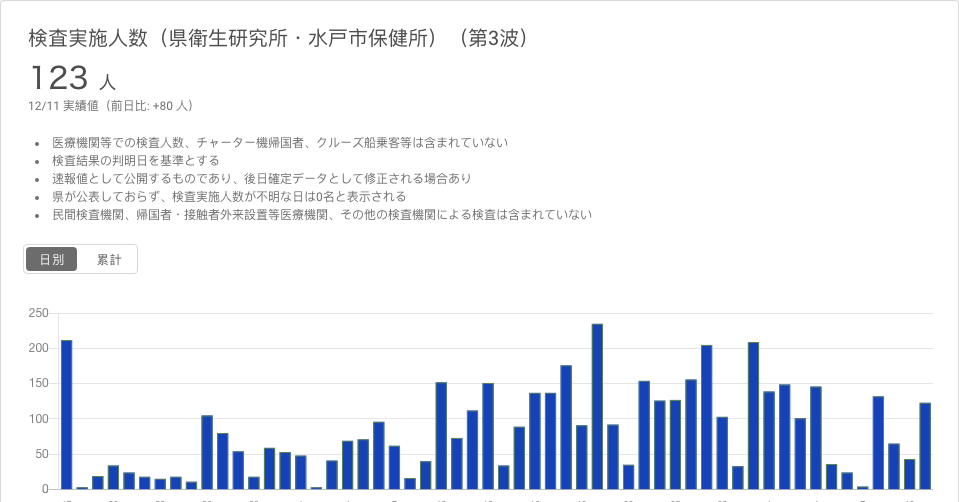 検査実施人数（県衛生研究所・水戸市保健所）（第3波）
123 人
12/11 実績値（前日比: +80 人）
医療機関等での検査人数、チャーター機帰国者、クルーズ船乗客等は含まれていない
検査結果の判明日を基準とする
速報値として公開するものであり、後日確定データとして修正される場合あり
県が公表しておらず、検査実施人数が不明な日は0名と表示される
民間検査機関、帰国者・接触者外来設置等医療機関、その他の検査機関による検査は含まれていない
日別 累計
250
200
150
100
50
0